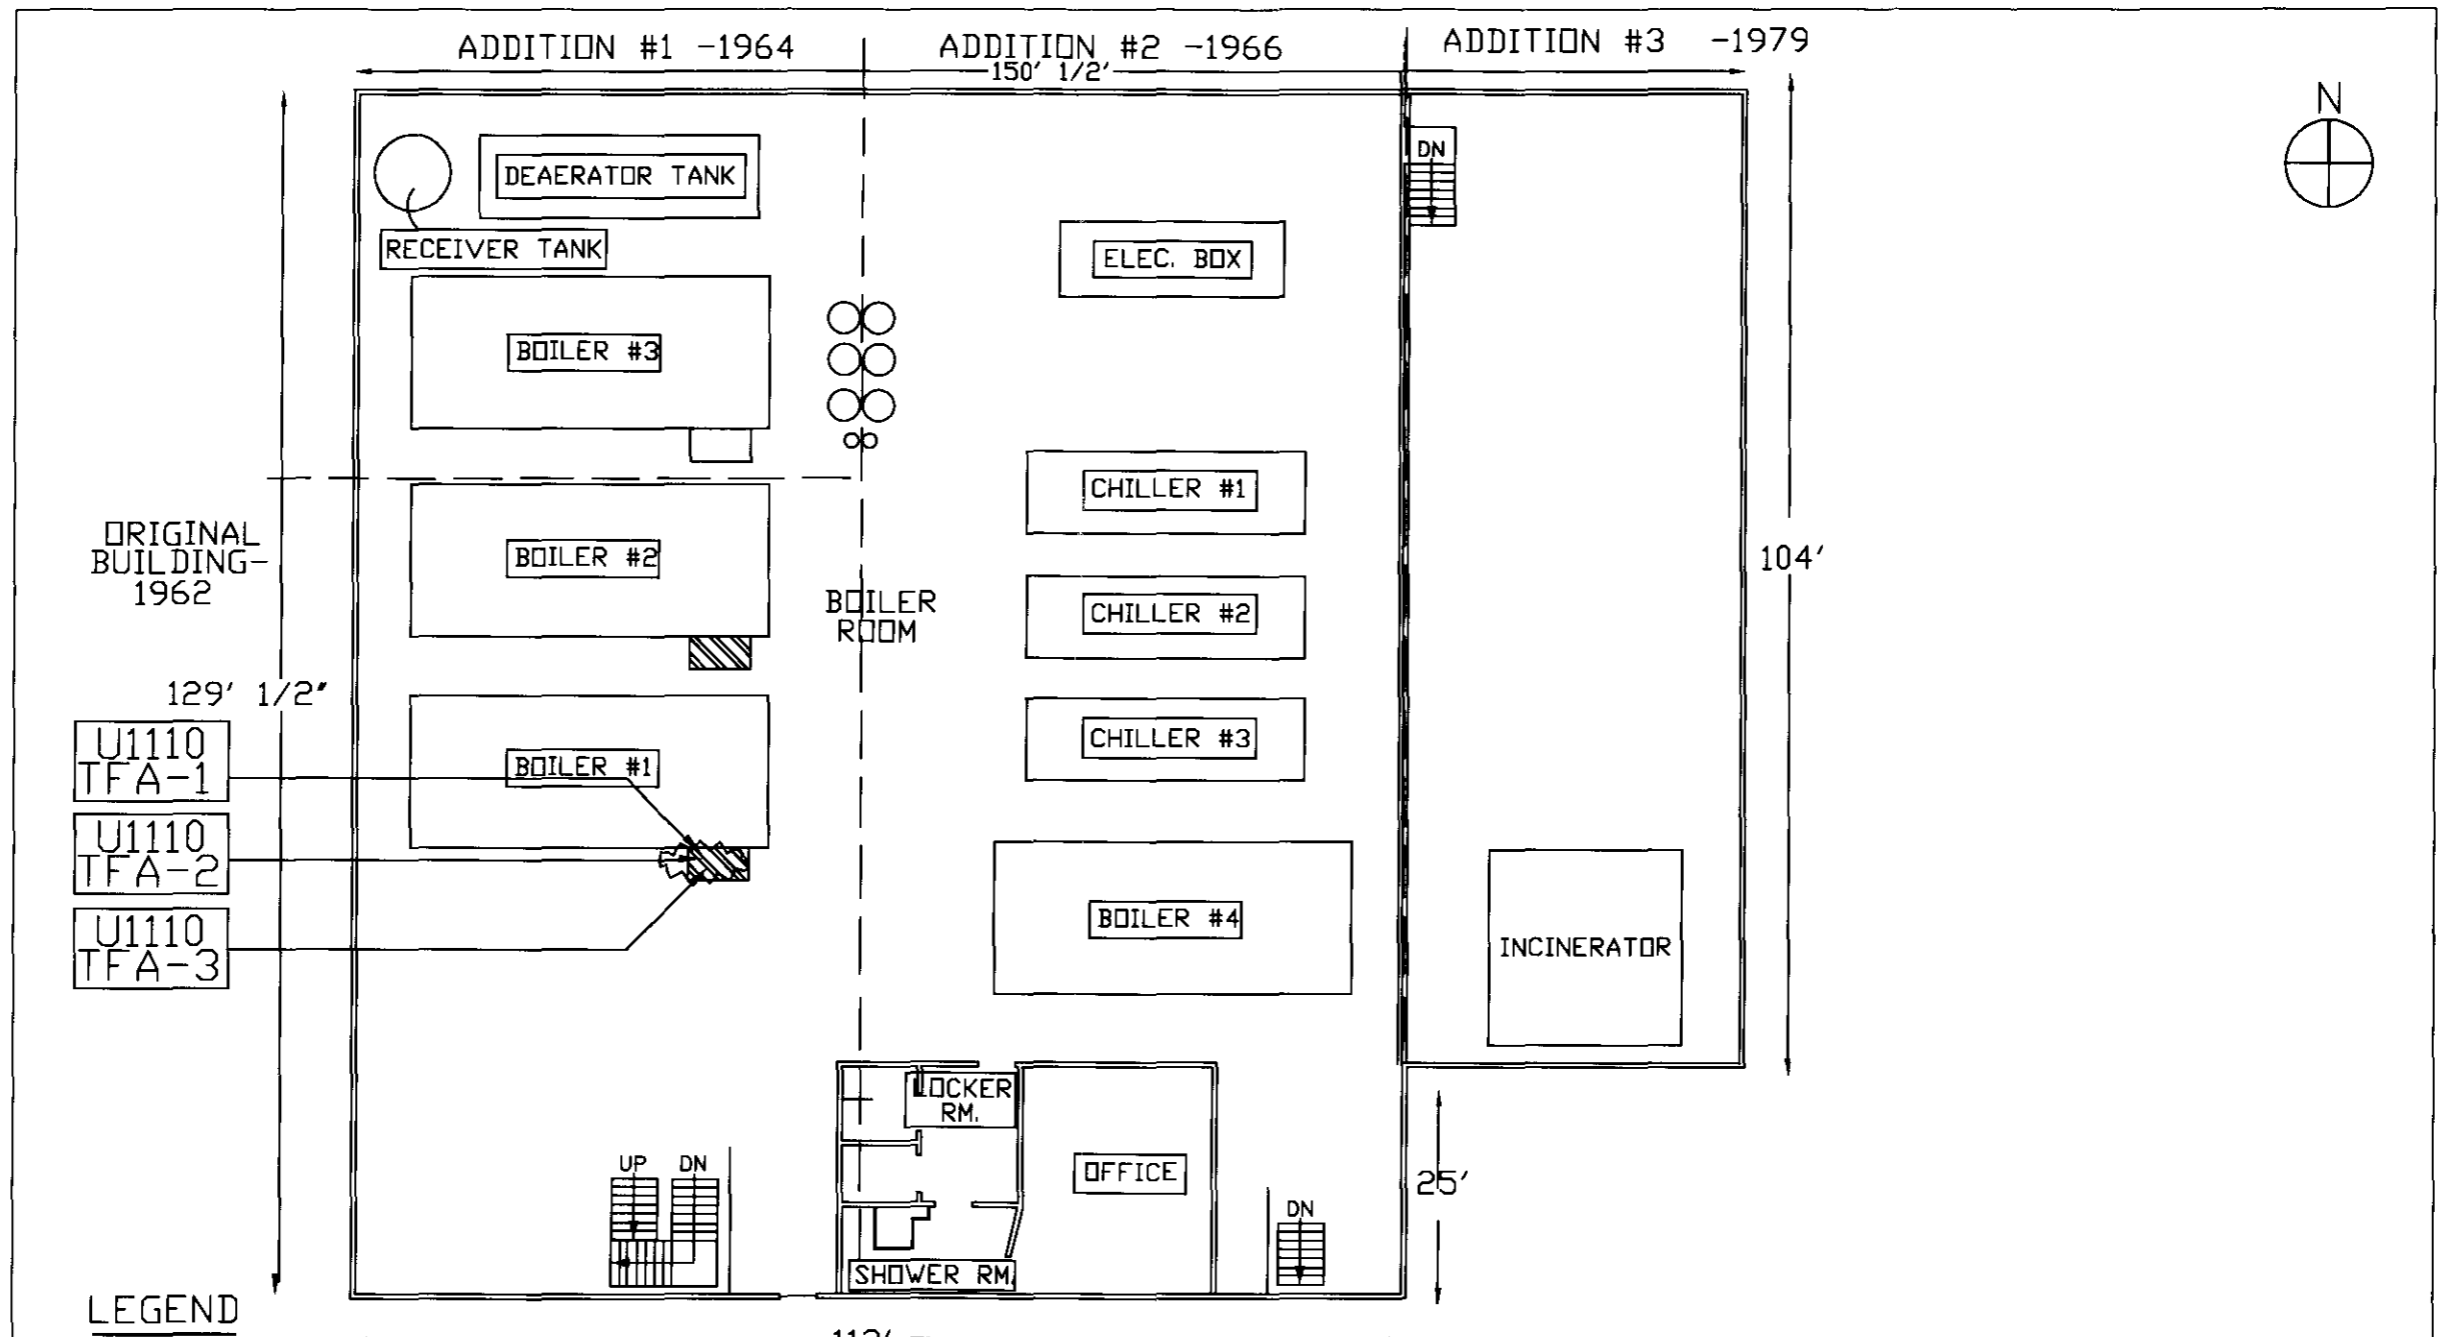 ADDITION #1 -1964
ADDITION #2 -1966
ADDITION #3 -1979
150' 1/2'
N
DN
DEAERATOR TANK
RECEIVER TANK
ELEC. BOX
BOILER #3
CHILLER #1
ORIGINAL
BUILDING-
1962
BOILER #2
104'
BOILER
ROOM
CHILLER #2
129' 1/2"
U1110
TFA-1
BOILER #1
CHILLER #3
U1110
TFA-2
U1110
TFA-3
BOILER #4
INCINERATOR
LOCKER
RM.
UP
DN
OFFICE
25'
DN
SHOWER RM.
LEGEND